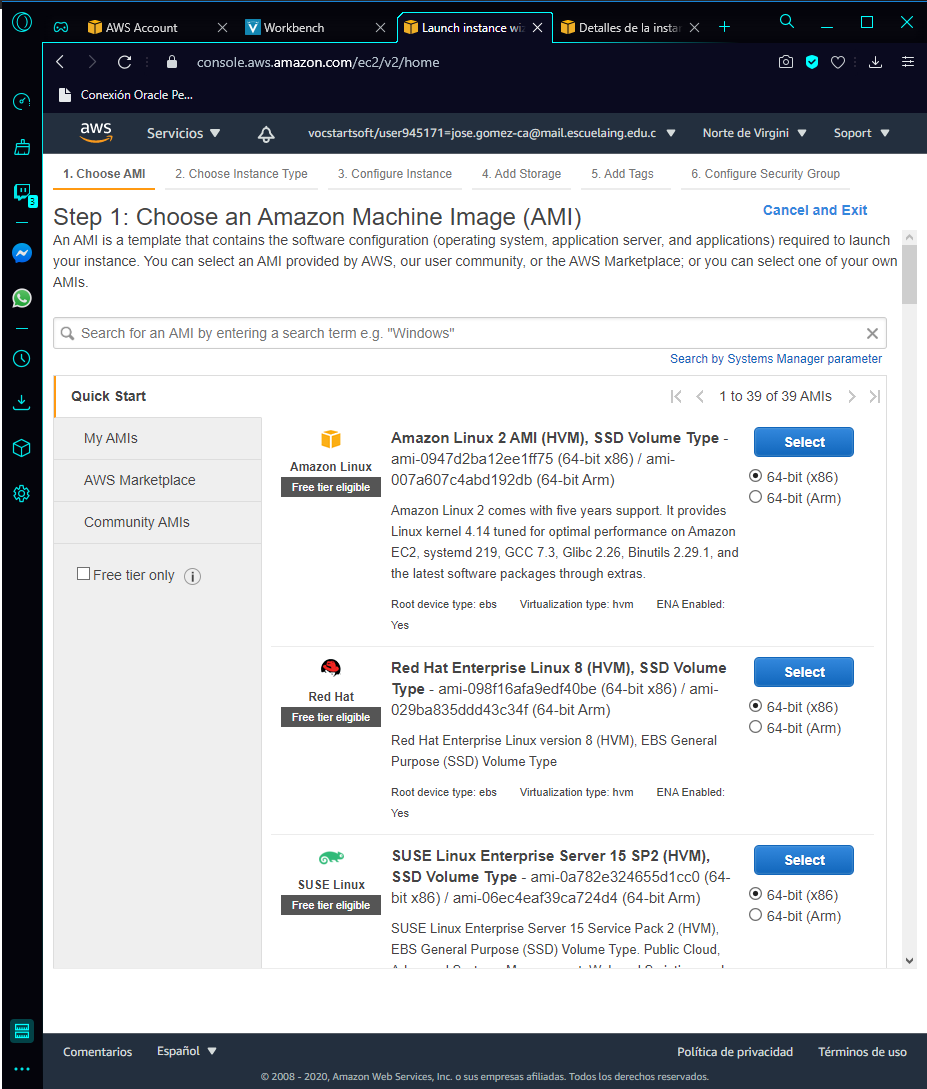 AWS Account
Workbench
Launch instance wiz
Detalles de la instan
console.aws.amazon.com/ec2/v2/home
Conexión Oracle Pe...
3
aws
Servicios
vocstartsoft/user945171=jose.gomez-ca@mail.escuelaing.edu.c
Norte de Virgini
Soport
1. Choose AMI
2. Choose Instance Type
3. Configure Instance
4. Add Storage
5. Add Tags
6. Configure Security Group
Step 1: Choose an Amazon Machine Image (AMI)
Cancel and Exit
An AMI is a template that contains the software configuration (operating system, application server, and applications) required to launch
your instance. You can select an AMI provided by AWS, our user community, or the AWS Marketplace; or you can select one of your own
AMIs.
Search for an AMI by entering a search term e.g. "Windows"
Search by Systems Manager parameter
Quick Start
1 to 39 of 39 AMIs
My AMIs
AWS Marketplace
Community AMIs
Free tier only
Amazon Linux
Free tier eligible
Amazon Linux 2 AMI (HVM), SSD Volume Type -
ami-0947d2ba12ee1ff75 (64-bit x86) / ami-
007a607c4abd192db (64-bit Arm)
Amazon Linux 2 comes with five years support. It provides
Linux kernel 4.14 tuned for optimal performance on Amazon
EC2, systemd 219, GCC 7.3, Glibc 2.26, Binutils 2.29.1, and
the latest software packages through extras.
Root device type: ebs Virtualization type: hvm ENA Enabled:
Yes
Select
64-bit (x86)
64-bit (Arm)
Red Hat
Free tier eligible
Red Hat Enterprise Linux 8 (HVM), SSD Volume
Type - ami-098f16afa9edf40be (64-bit x86) / ami-
029ba835ddd43c34f (64-bit Arm)
Red Hat Enterprise Linux version 8 (HVM), EBS General
Purpose (SSD) Volume Type
Root device type: ebs Virtualization type: hvm ENA Enabled:
Yes
Select
64-bit (x86)
64-bit (Arm)
SUSE Linux
Free tier eligible
SUSE Linux Enterprise Server 15 SP2 (HVM),
SSD Volume Type - ami-0a782e324655d1cc0 (64-
bit x86) / ami-06ec4eaf39ca724d4 (64-bit Arm)
SUSE Linux Enterprise Server 15 Service Pack 2 (HVM),
EBS General Purpose (SSD) Volume Type. Public Cloud,
Select
64-bit (x86)
64-bit (Arm)
Comentarios
Español
Política de privacidad
Términos de uso
© 2008 - 2020, Amazon Web Services, Inc. o sus empresas afiliadas. Todos los derechos reservados.